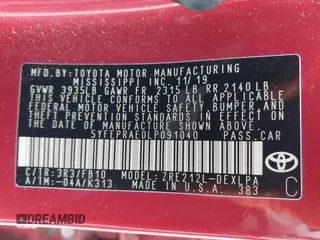 MFD.BY:TOYOTA MOTOR MANUFACTURING
MISSISSIPPI INC. 11/19
GVWR 3935LB GAWR FR 2315 LB RR 2140 LB
THIS VEHICLE CONFORMS TO ALL APPLICABLE
FEDERAL MOTOR VEHICLE SAFETY, BUMPER, AND
THEFT PREVENTION STANDARDS IN EFFECT ON
THE DATE OF MANUFACTURE SHOWN ABOVE.
5YFEPRAE0LP091040 PASS.CAR
C/TR: 3R3/FB10 MODEL: ZRE212L-DEXLPA
A/TM: -04A/K313 MADE IN U.S.A. 383
TOYOTA
C
DREAM BID